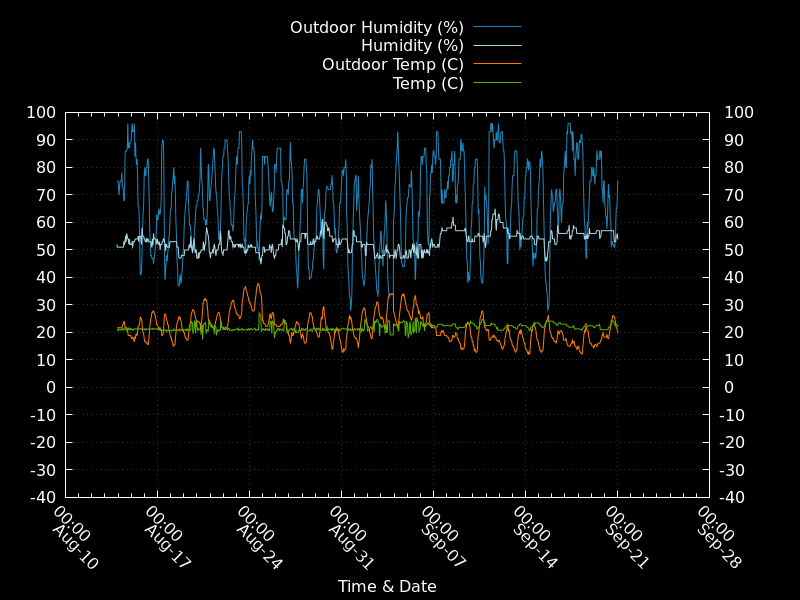 Outdoor Humidity (%)
Humidity (%)
Outdoor Temp (C)
Temp (C)
100 100
90 90
80 80
70 70
60 60
50 50
40 40
30 30
20 20
10 10
0 0
-10 -10
-20 -20
-30 -30
-40 -40
00:00 00:00 00:00 00:00 00:00 00:00 00:00 00:00
Aug-10 Aug-17 Aug-24 Aug-31 Sep-07 Sep-14 Sep-21 Sep-28
Time & Date